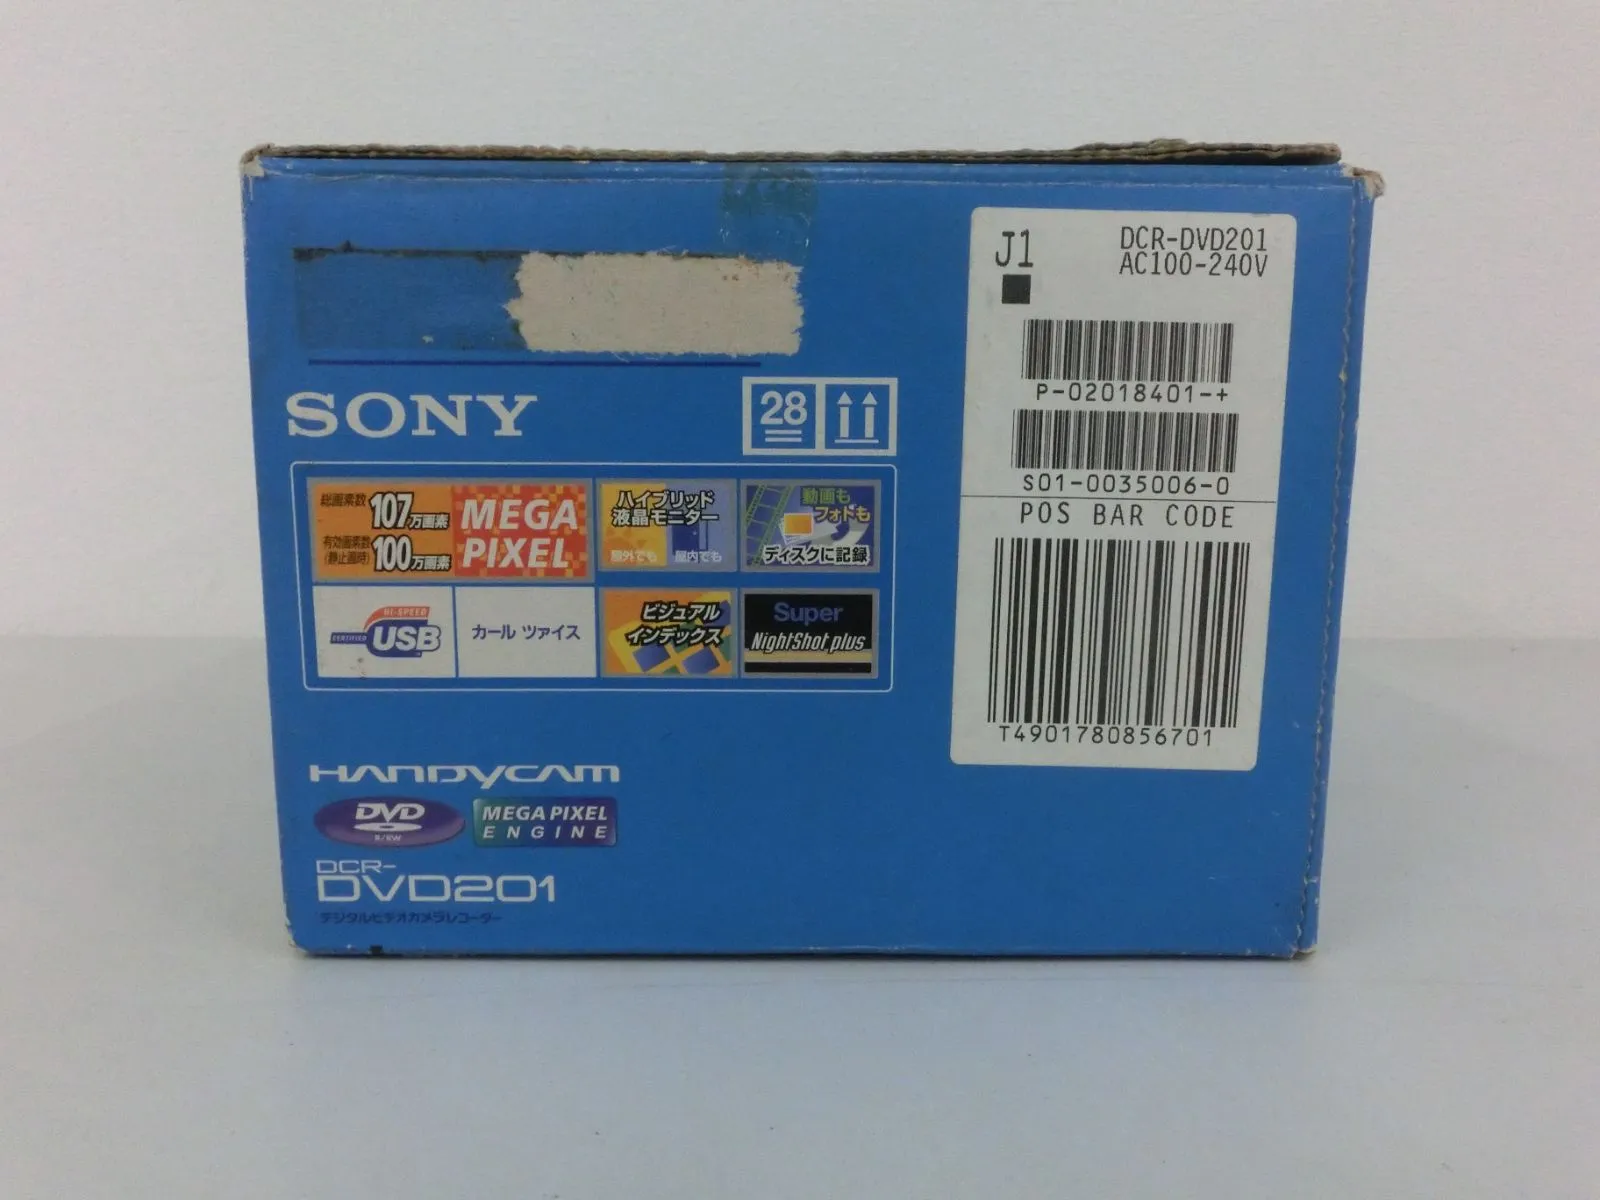 SONY
28
総画素数 107万画素
有効画素数
(静止画時) 100万画素
MEGA
PIXEL
ハイブリッド
液晶モニター
屋外でも 屋内でも
動画も
フォトも
ディスクに記録
HI-SPEED
CERTIFIED USB
カール ツァイス
ビジュアル
インデックス
Super
NightShot plus
HANDYCAM
DVD
R/RW
MEGA PIXEL
ENGINE
DCR-
DVD201
デジタルビデオカメラレコーダー
J1
DCR-DVD201
AC100-240V
P-02018401-+
S01-0035006-0
POS BAR CODE
T4901780856701